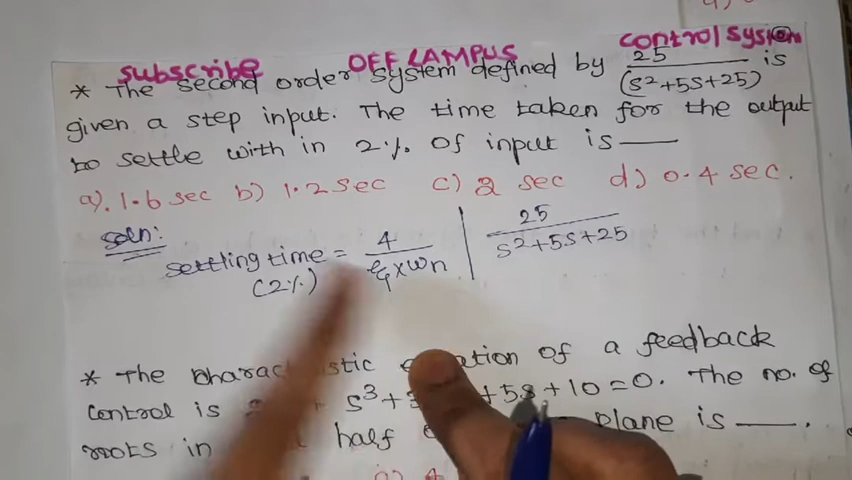 subscribe OFF CAMPUS control system
* The second order system defined by 25/(s²+5s+25) is
given a step input. The time taken for the output
to settle with in 2%. of input is ___
a). 1.6 sec b) 1.2 sec c) 2 sec d) 0.4 sec.
soln:
settling time = 4/(ξ×ωn) | 25/(s²+5s+25)
(2%)
* The equation of a feedback
control is s³+ +5s+10=0. The no. of
roots in half plane is ___.